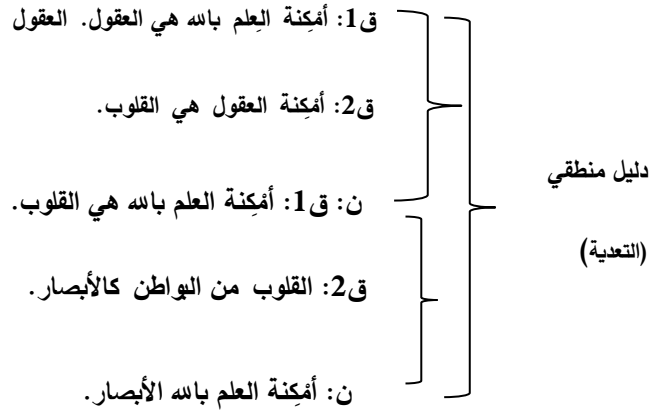 ق1: أمْكِنة العِلم بالله هي العقول. العقول
ق2: أمْكِنة العقول هي القلوب.
دليل منطقي
ن: ق1: أمْكِنة العلم بالله هي القلوب.
(التعدية)
ق2: القلوب من البواطن كالأبصار.
ن: أمْكِنة العلم بالله الأبصار.